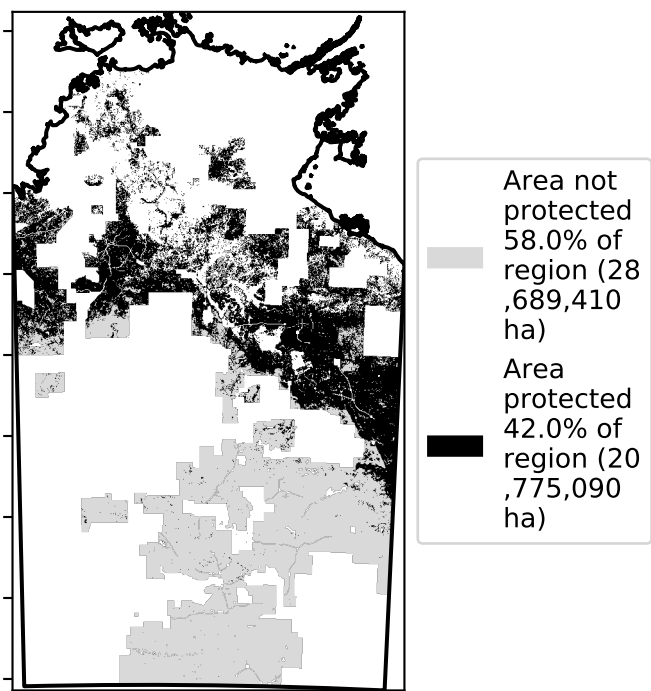 Area not
protected
58.0% of
region (28
,689,410
ha)
Area
protected
42.0% of
region (20
,775,090
ha)